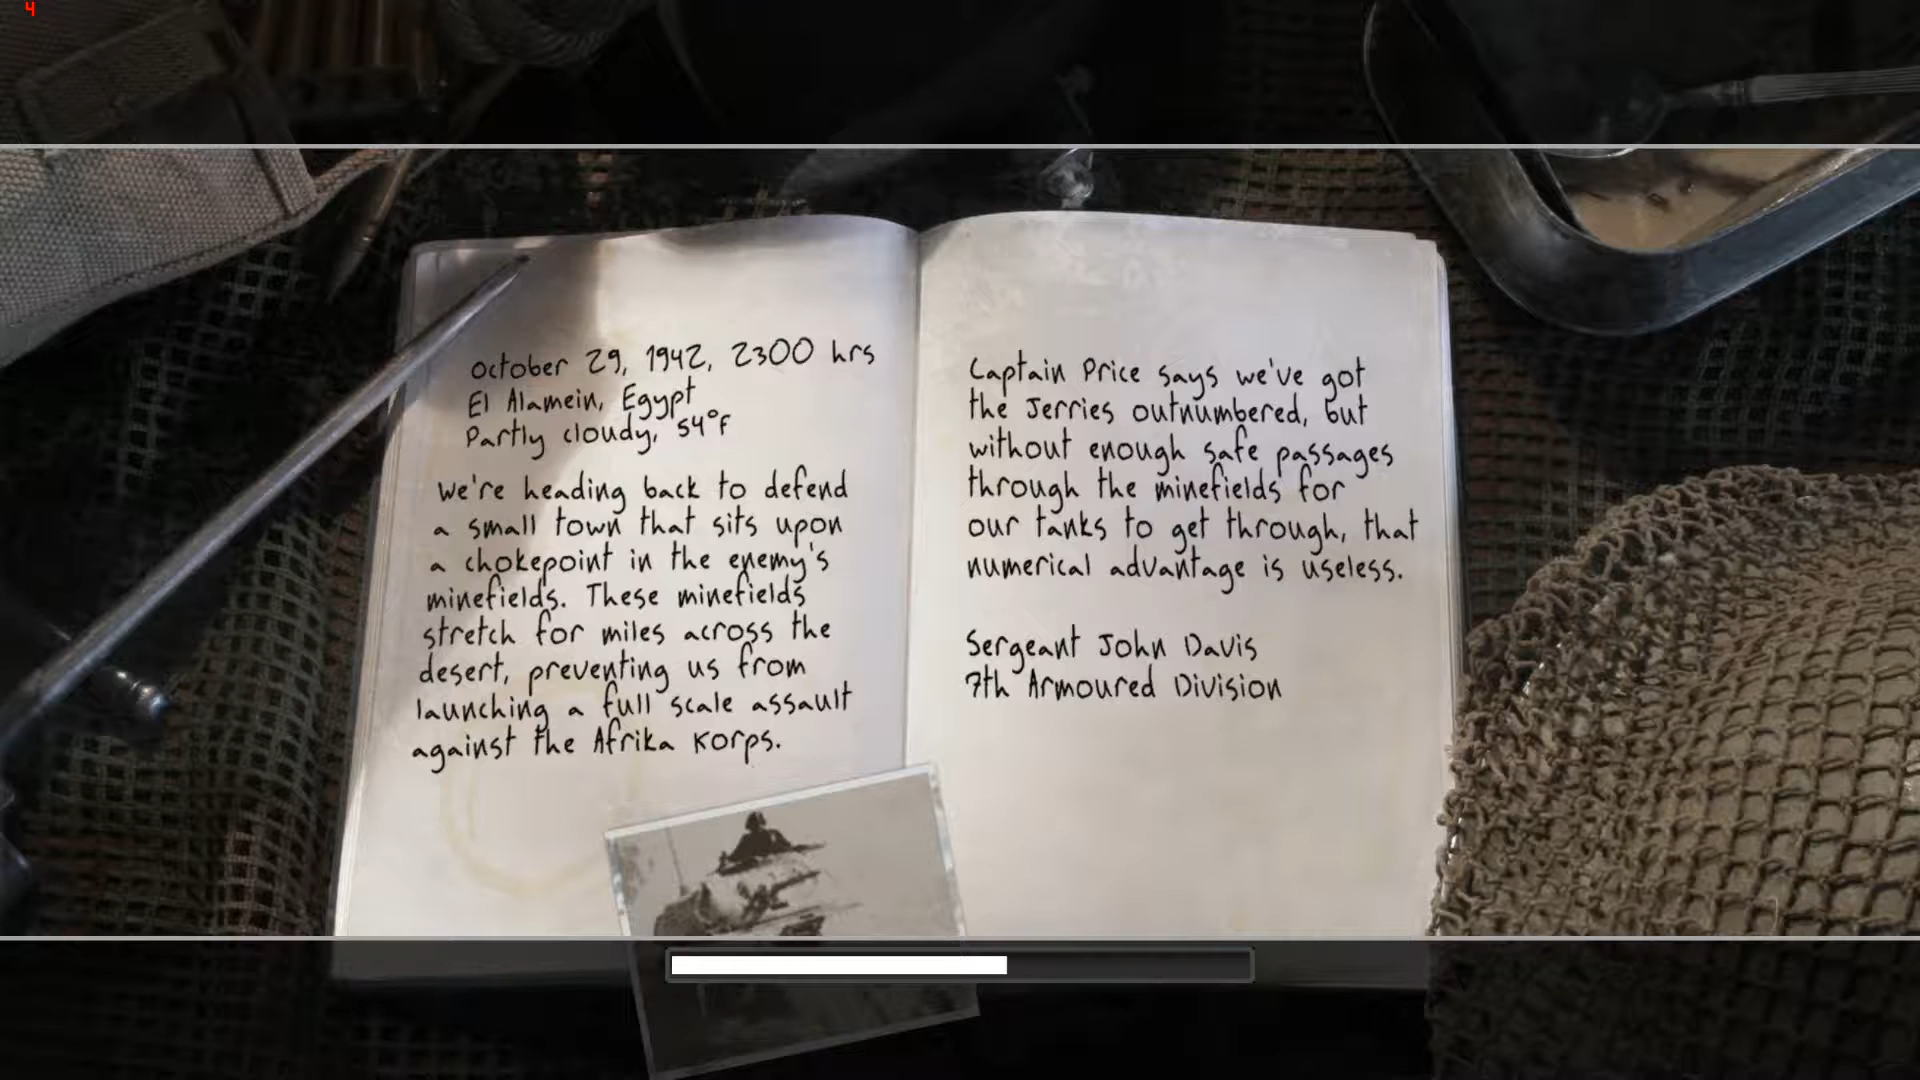 4
October 29, 1942, 2300 hrs
El Alamein, Egypt
Partly cloudy, 54°F
We're heading back to defend
a small town that sits upon
a chokepoint in the enemy's
minefields. These minefields
stretch for miles across the
desert, preventing us from
launching a full scale assault
against the Afrika Korps.
Captain Price says we've got
the Jerries outnumbered, but
without enough safe passages
through the minefields for
our tanks to get through, that
numerical advantage is useless.
Sergeant John Davis
7th Armoured Division